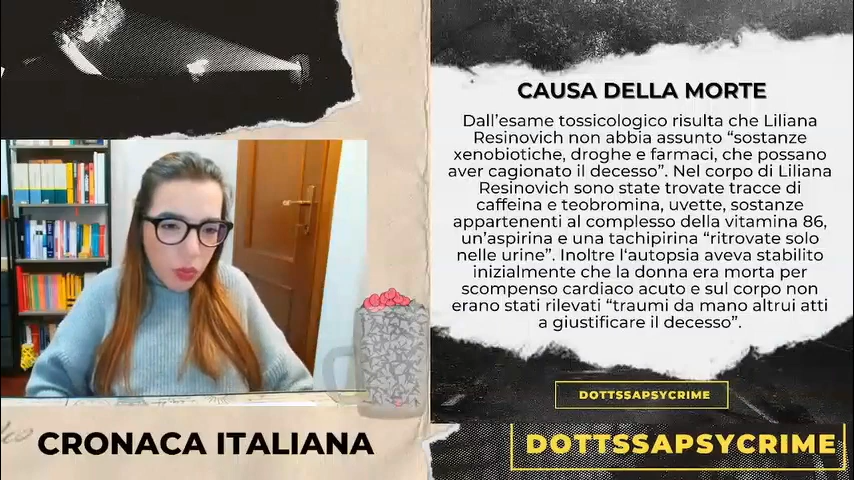 CAUSA DELLA MORTE
Dall'esame tossicologico risulta che Liliana
Resinovich non abbia assunto “sostanze
xenobiotiche, droghe e farmaci, che possano
aver cagionato il decesso”. Nel corpo di Liliana
Resinovich sono state trovate tracce di
caffeina e teobromina, uvette, sostanze
appartenenti al complesso della vitamina 86,
un'aspirina e una tachipirina “ritrovate solo
nelle urine”. Inoltre l'autopsia aveva stabilito
inizialmente che la donna era morta per
scompenso cardiaco acuto e sul corpo non
erano stati rilevati “traumi da mano altrui atti
a giustificare il decesso”.
DOTTSSAPSYCRIME
CRONACA ITALIANA
DOTTSSAPSYCRIME